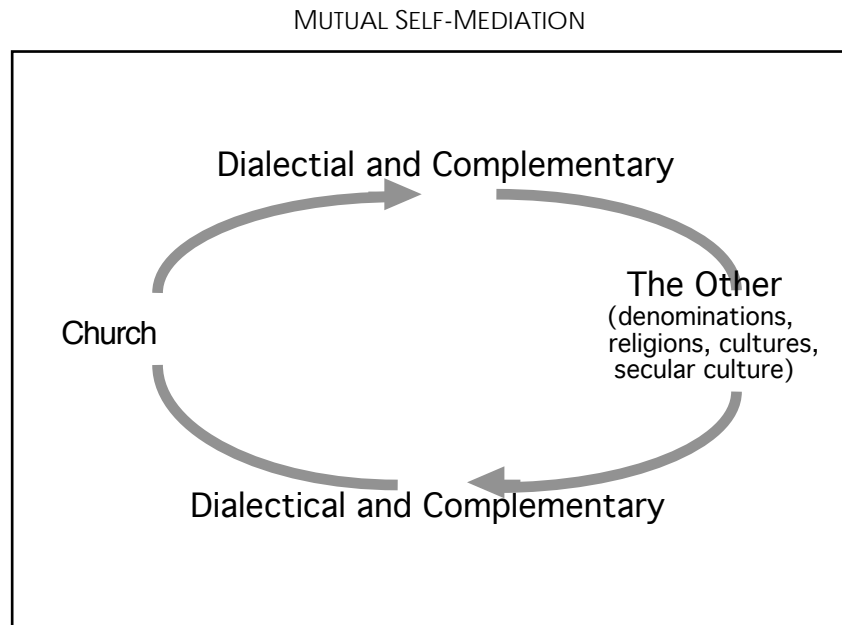 MUTUAL SELF-MEDIATION
Dialectial and Complementary
The Other
(denominations,
religions, cultures,
secular culture)
Church
Dialectical and Complementary